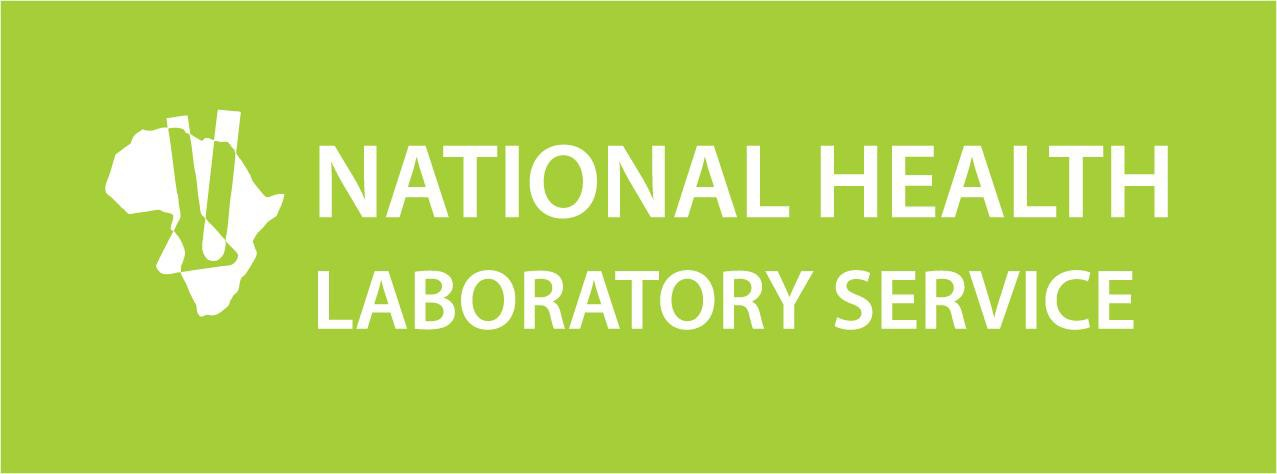 NATIONAL HEALTH
LABORATORY SERVICE